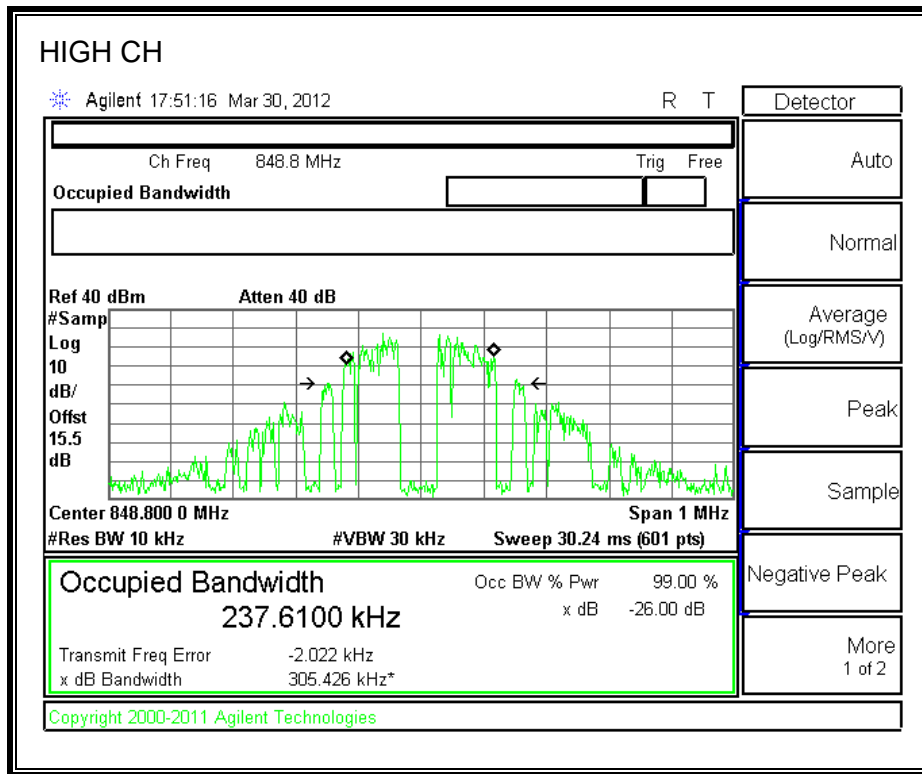 HIGH CH
Agilent 17:51:16 Mar 30, 2012 R T
Detector
Ch Freq 848.8 MHz Trig Free
Occupied Bandwidth
Auto
Normal
Average
(Log/RMS/V)
Peak
Sample
Negative Peak
More
1 of 2
Ref 40 dBm Atten 40 dB
#Samp
Log
10
dB/
Offst
15.5
dB
Center 848.800 0 MHz Span 1 MHz
#Res BW 10 kHz #VBW 30 kHz Sweep 30.24 ms (601 pts)
Occupied Bandwidth Occ BW % Pwr 99.00 %
237.6100 kHz x dB -26.00 dB
Transmit Freq Error -2.022 kHz
x dB Bandwidth 305.426 kHz*
Copyright 2000-2011 Agilent Technologies